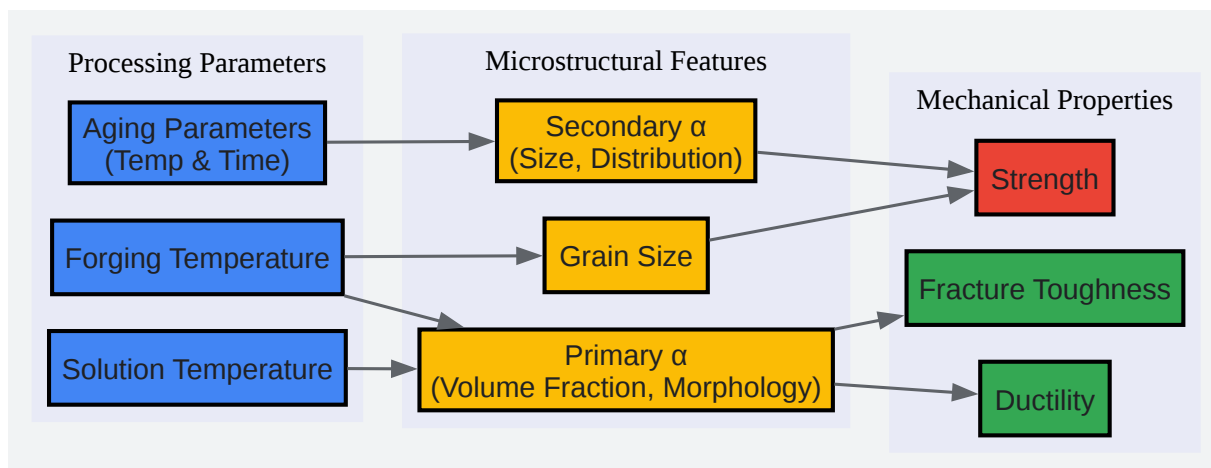 Processing Parameters
Aging Parameters
(Temp & Time)
Forging Temperature
Solution Temperature
Microstructural Features
Secondary α
(Size, Distribution)
Grain Size
Primary α
(Volume Fraction, Morphology)
Mechanical Properties
Strength
Fracture Toughness
Ductility